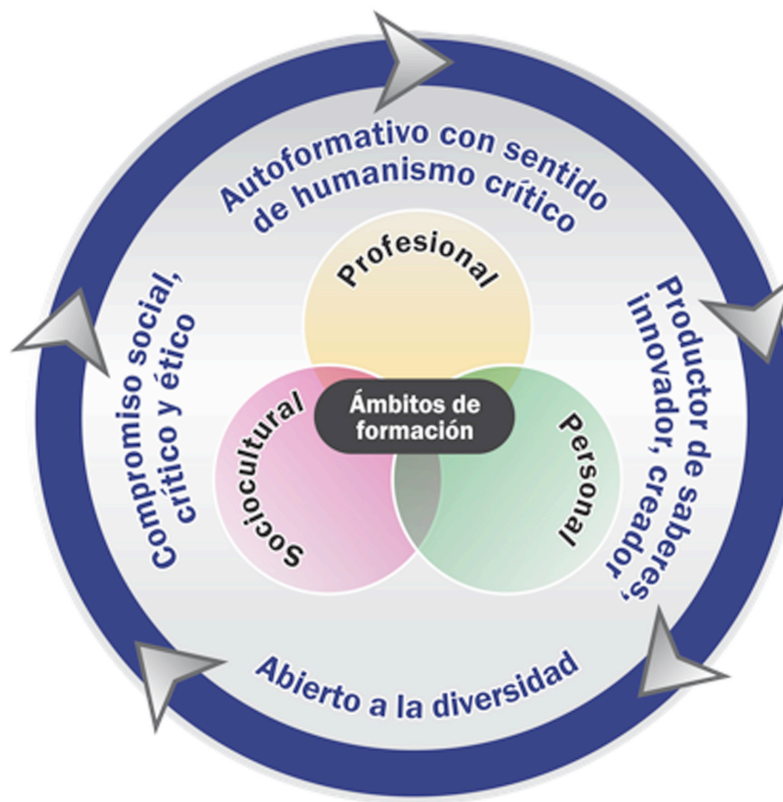 Autoformativo con sentido
de humanismo crítico
Profesional
Productor de saberes,
innovador, creador
Compromiso social,
crítico y ético
Ámbitos de
formación
Sociocultural
Personal
Abierto a la diversidad